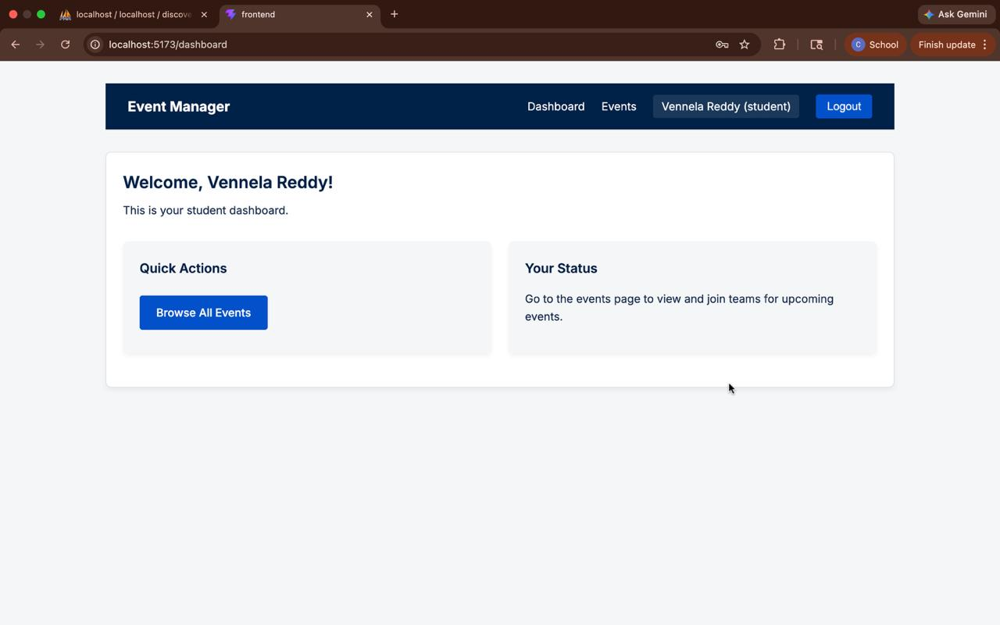 localhost / localhost / discove
frontend
Ask Gemini
localhost:5173/dashboard
C School
Finish update
Event Manager
Dashboard
Events
Vennela Reddy (student)
Logout
Welcome, Vennela Reddy!
This is your student dashboard.
Quick Actions
Browse All Events
Your Status
Go to the events page to view and join teams for upcoming
events.